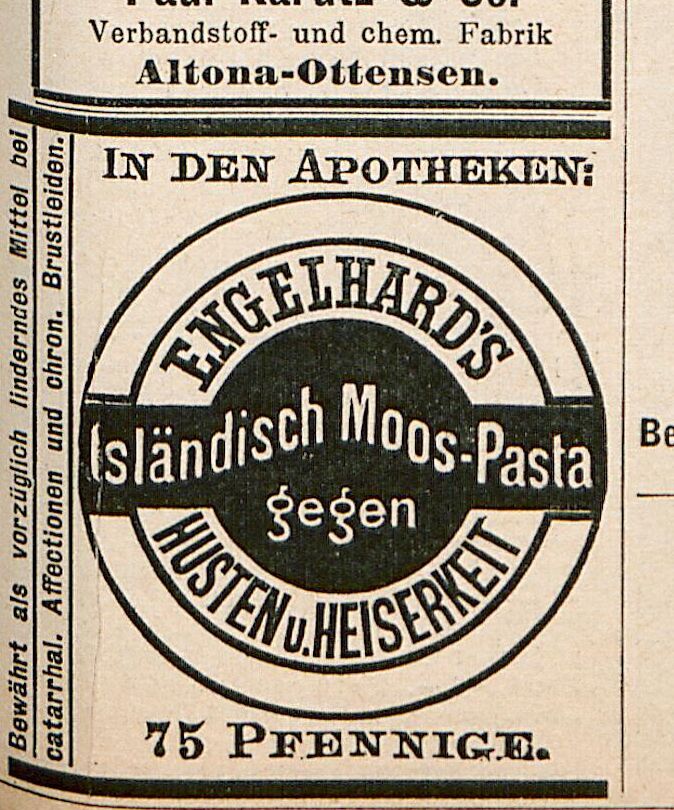 Verbandstoff- und chem. Fabrik
Altona-Ottensen.
Bewährt als vorzüglich linderndes Mittel bei
catarrhal. Affectionen und chron. Brustleiden.
IN DEN APOTHEKEN:
ENGELHARD'S
Isländisch Moos-Pasta
gegen
HUSTEN u. HEISERKEIT
75 PFENNIGE.
Be